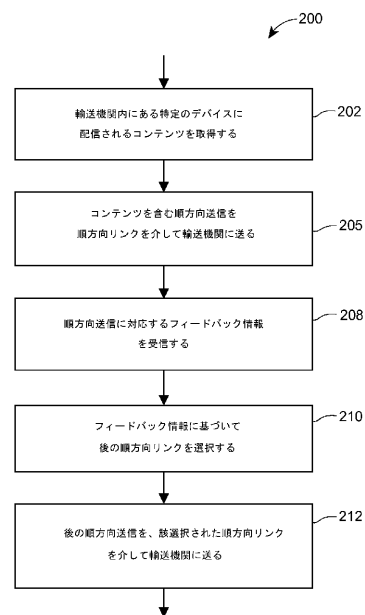 200
輸送機関内にある特定のデバイスに
配信されるコンテンツを取得する
202
コンテンツを含む順方向送信を
順方向リンクを介して輸送機関に送る
205
順方向送信に対応するフィードバック情報
を受信する
208
フィードバック情報に基づいて
後の順方向リンクを選択する
210
後の順方向送信を、該選択された順方向リンク
を介して輸送機関に送る
212